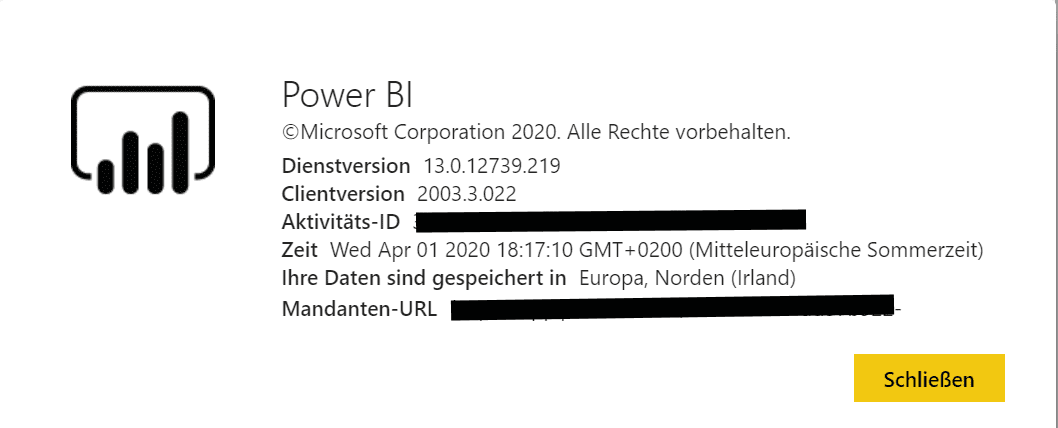 Power BI
©Microsoft Corporation 2020. Alle Rechte vorbehalten.
Dienstversion 13.0.12739.219
Clientversion 2003.3.022
Aktivitäts-ID
Zeit Wed Apr 01 2020 18:17:10 GMT+0200 (Mitteleuropäische Sommerzeit)
Ihre Daten sind gespeichert in Europa, Norden (Irland)
Mandanten-URL
Schließen